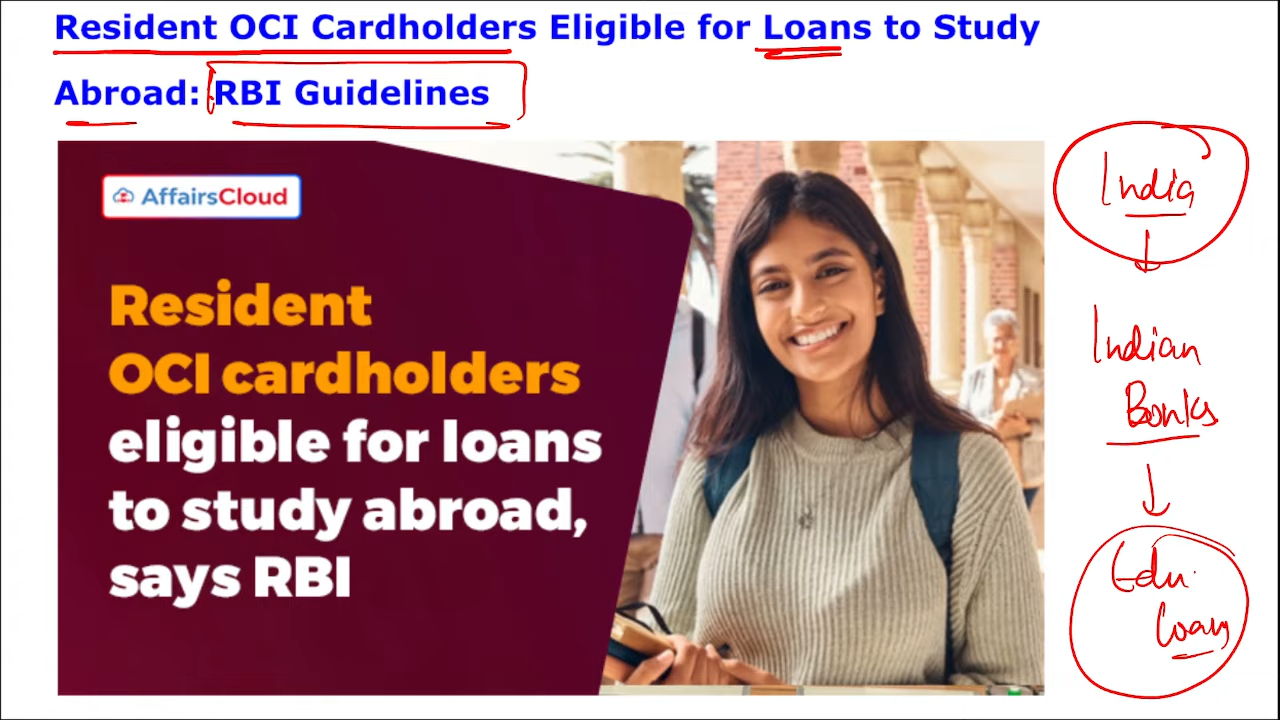 Resident OCI Cardholders Eligible for Loans to Study
Abroad: RBI Guidelines
AffairsCloud
Resident
OCI cardholders
eligible for loans
to study abroad,
says RBI
India
Indian
Banks
Edu.
Loan